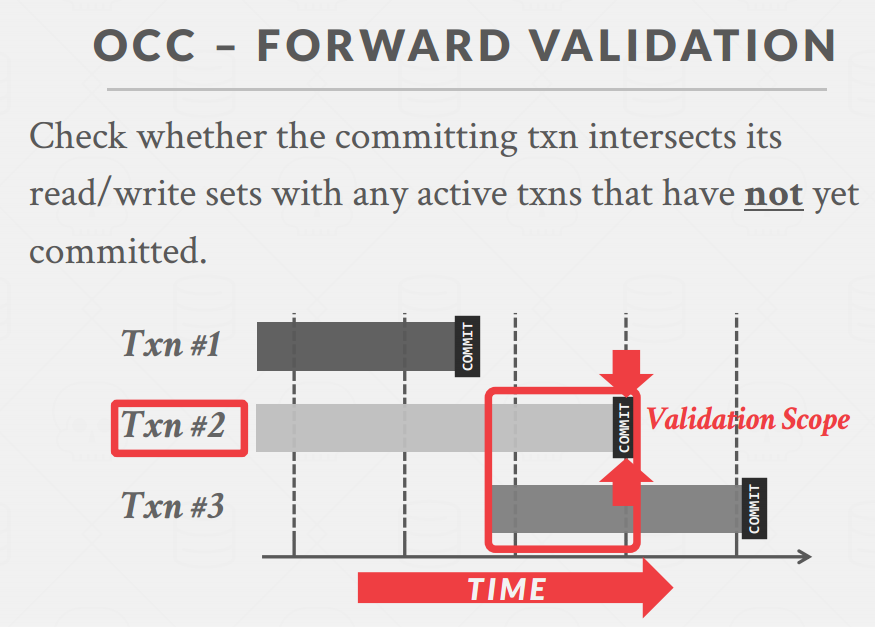 OCC – FORWARD VALIDATION
Check whether the committing txn intersects its
read/write sets with any active txns that have not yet
committed.
Txn #1
COMMIT
Txn #2
COMMIT
Validation Scope
Txn #3
COMMIT
TIME